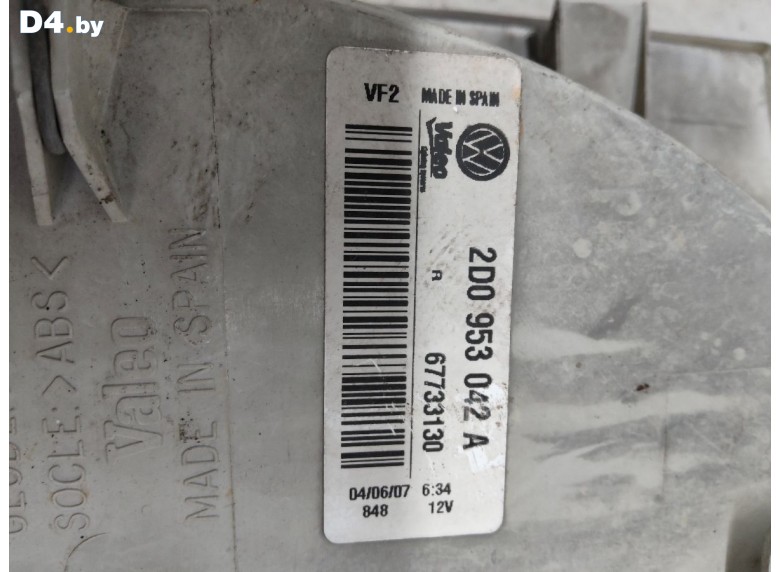 D4.by
VF2 MADE IN SPAIN
Valeo
2D0 953 042 A
R
67733130
04/06/07 6:34
848 12V
SOCLE:>ABS<
Valeo
MADE IN SPAIN